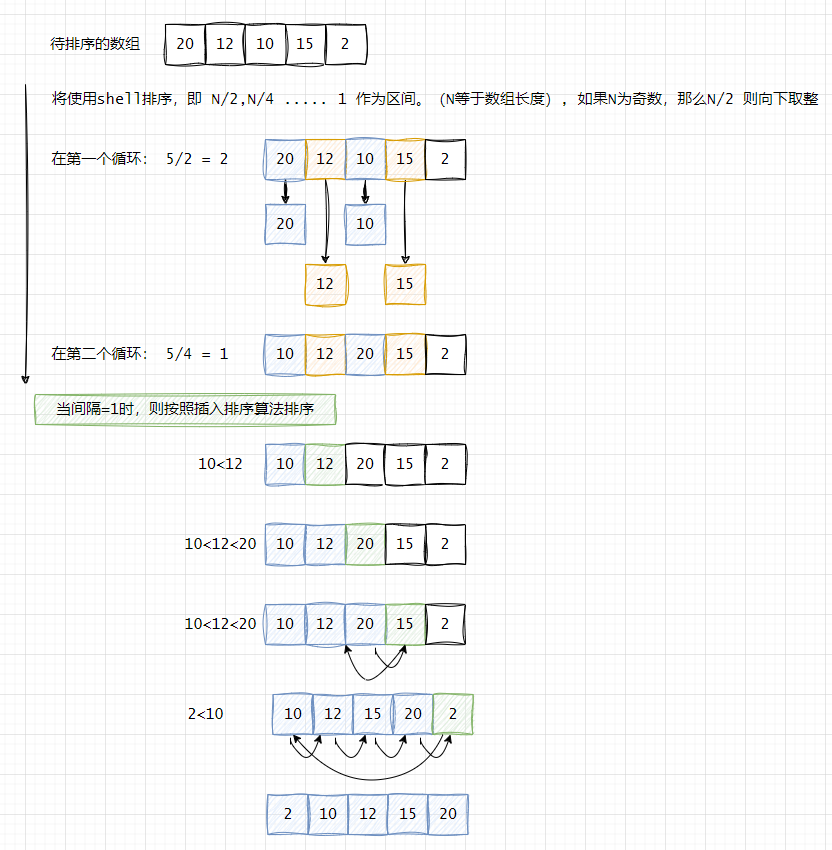 待排序的数组 20 12 10 15 2
将使用shell排序，即 N/2,N/4 ..... 1 作为区间。（N等于数组长度），如果N为奇数，那么N/2 则向下取整
在第一个循环： 5/2 = 2 20 12 10 15 2
20 10
12 15
在第二个循环： 5/4 = 1 10 12 20 15 2
当间隔=1时，则按照插入排序算法排序
10<12 10 12 20 15 2
10<12<20 10 12 20 15 2
10<12<20 10 12 20 15 2
2<10 10 12 15 20 2
2 10 12 15 20